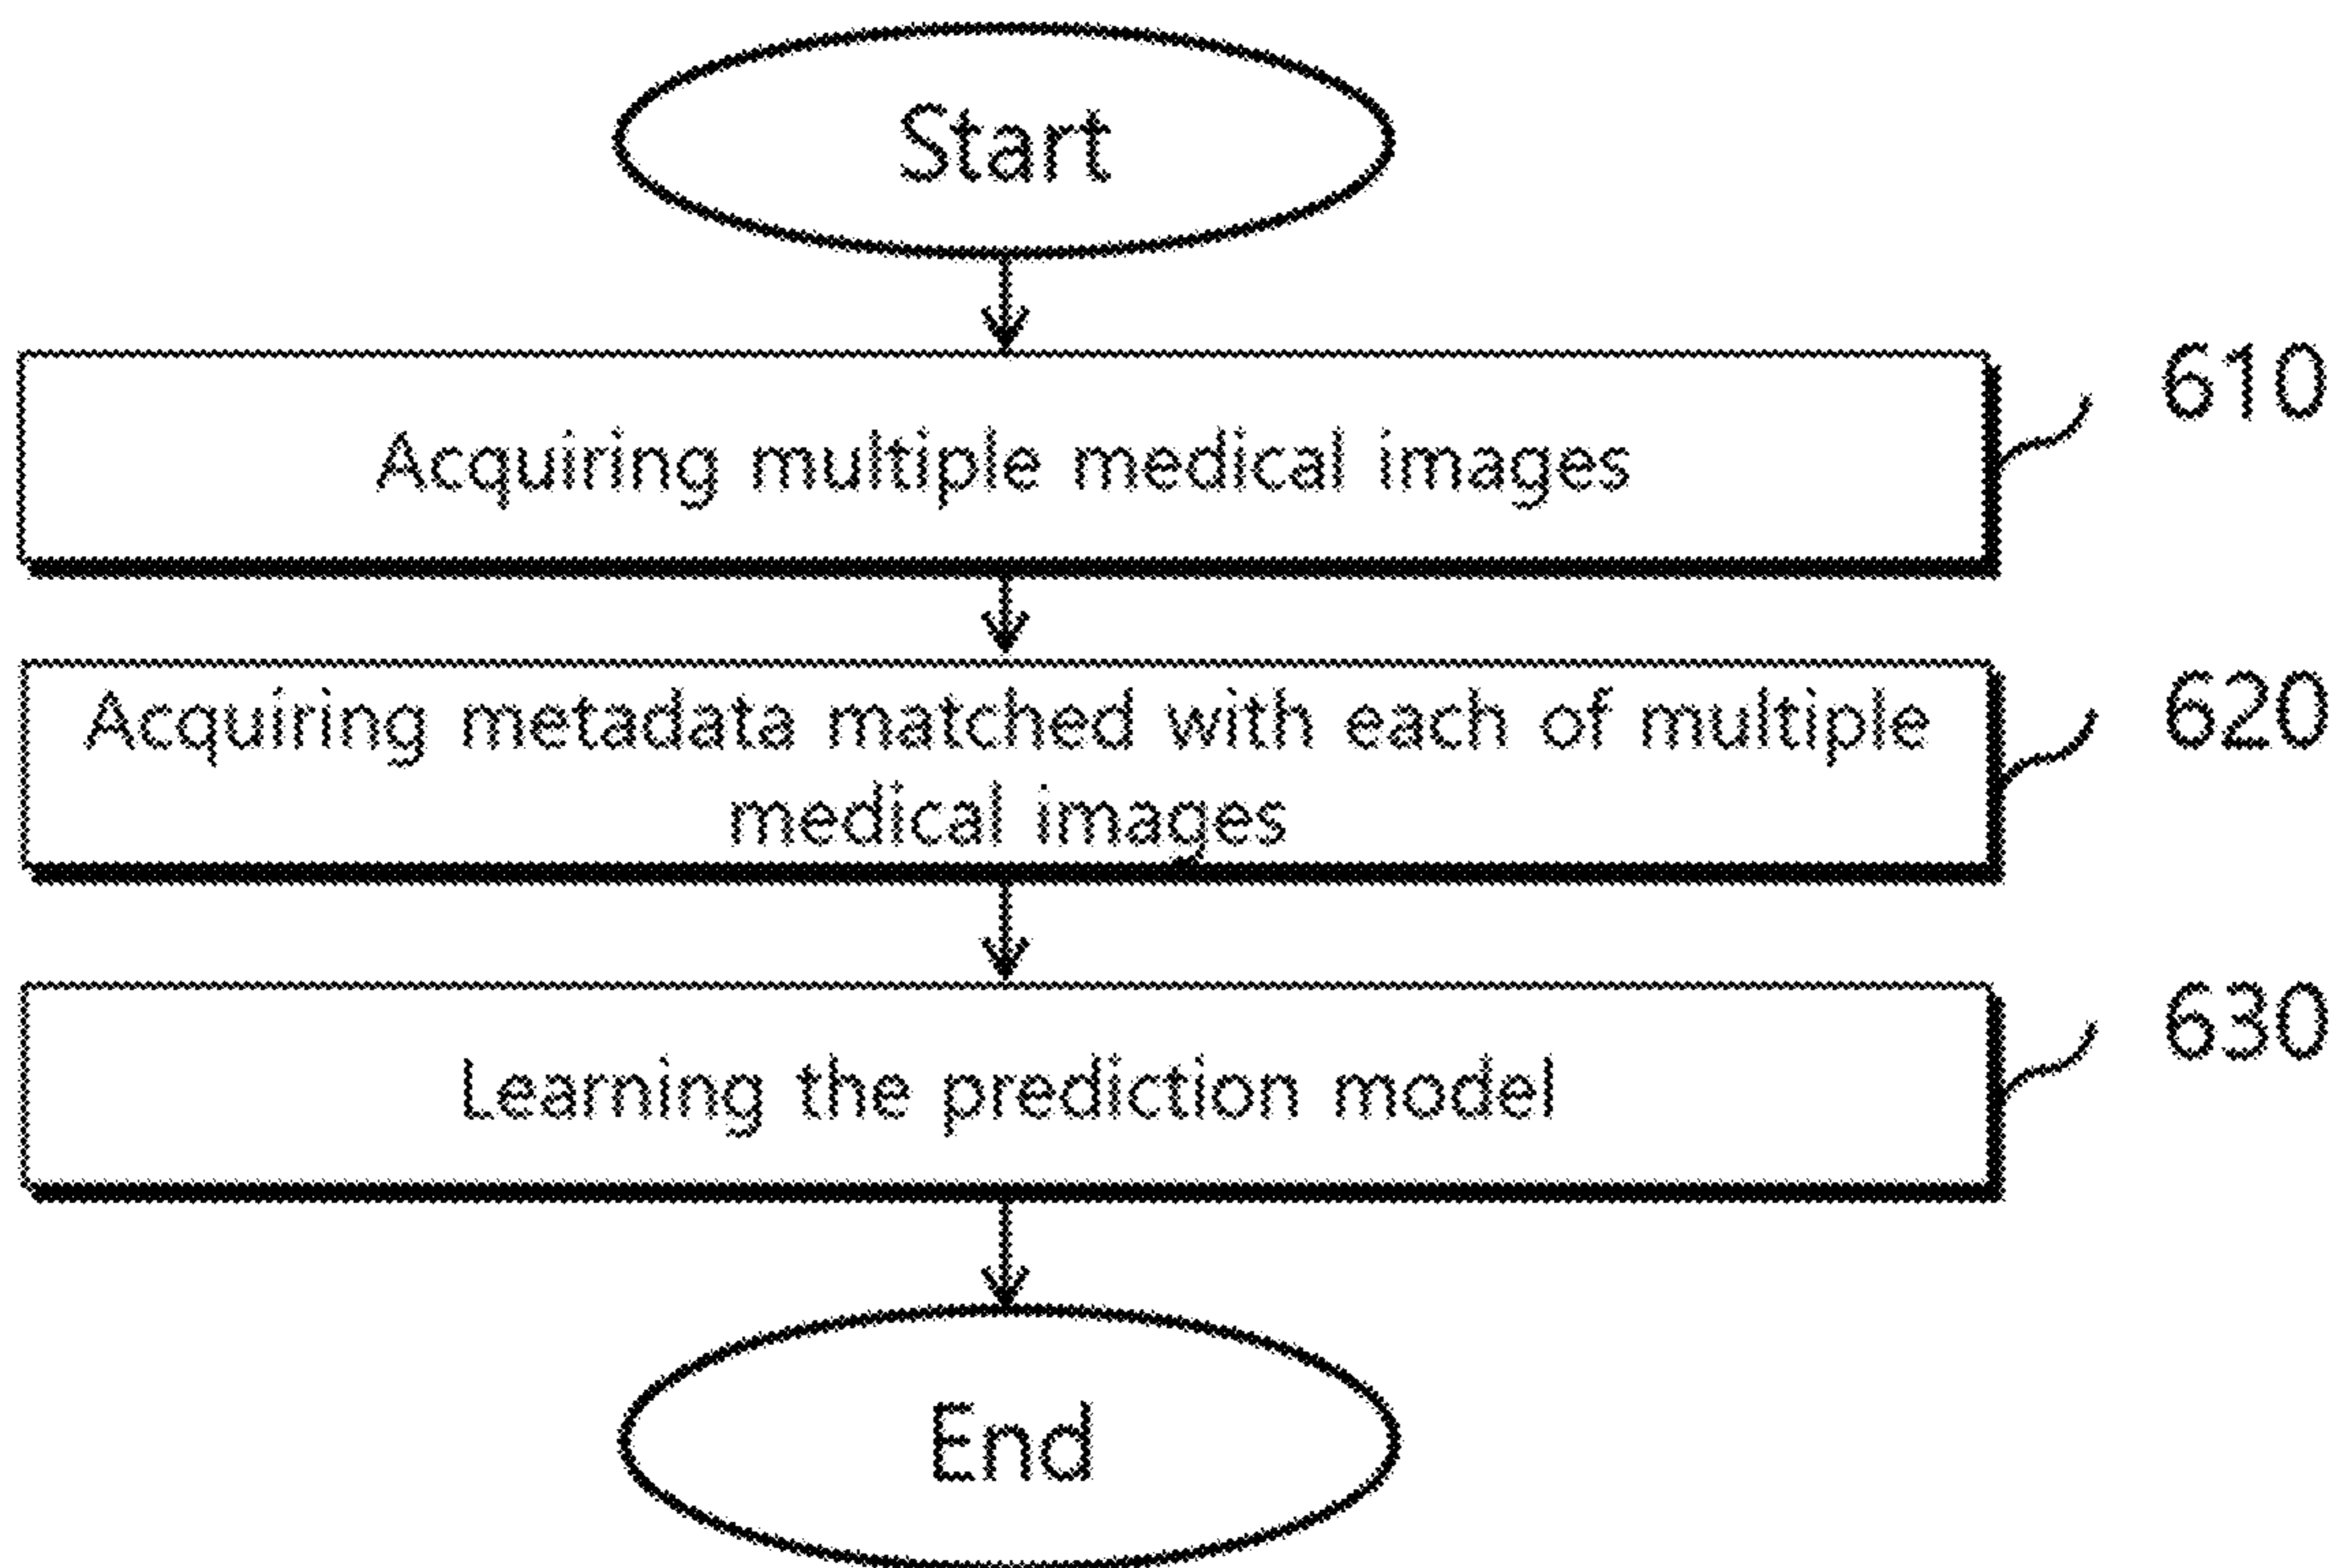 Start
Acquiring multiple medical images
610
Acquiring metadata matched with each of multiple
medical images
620
Learning the prediction model
630
End